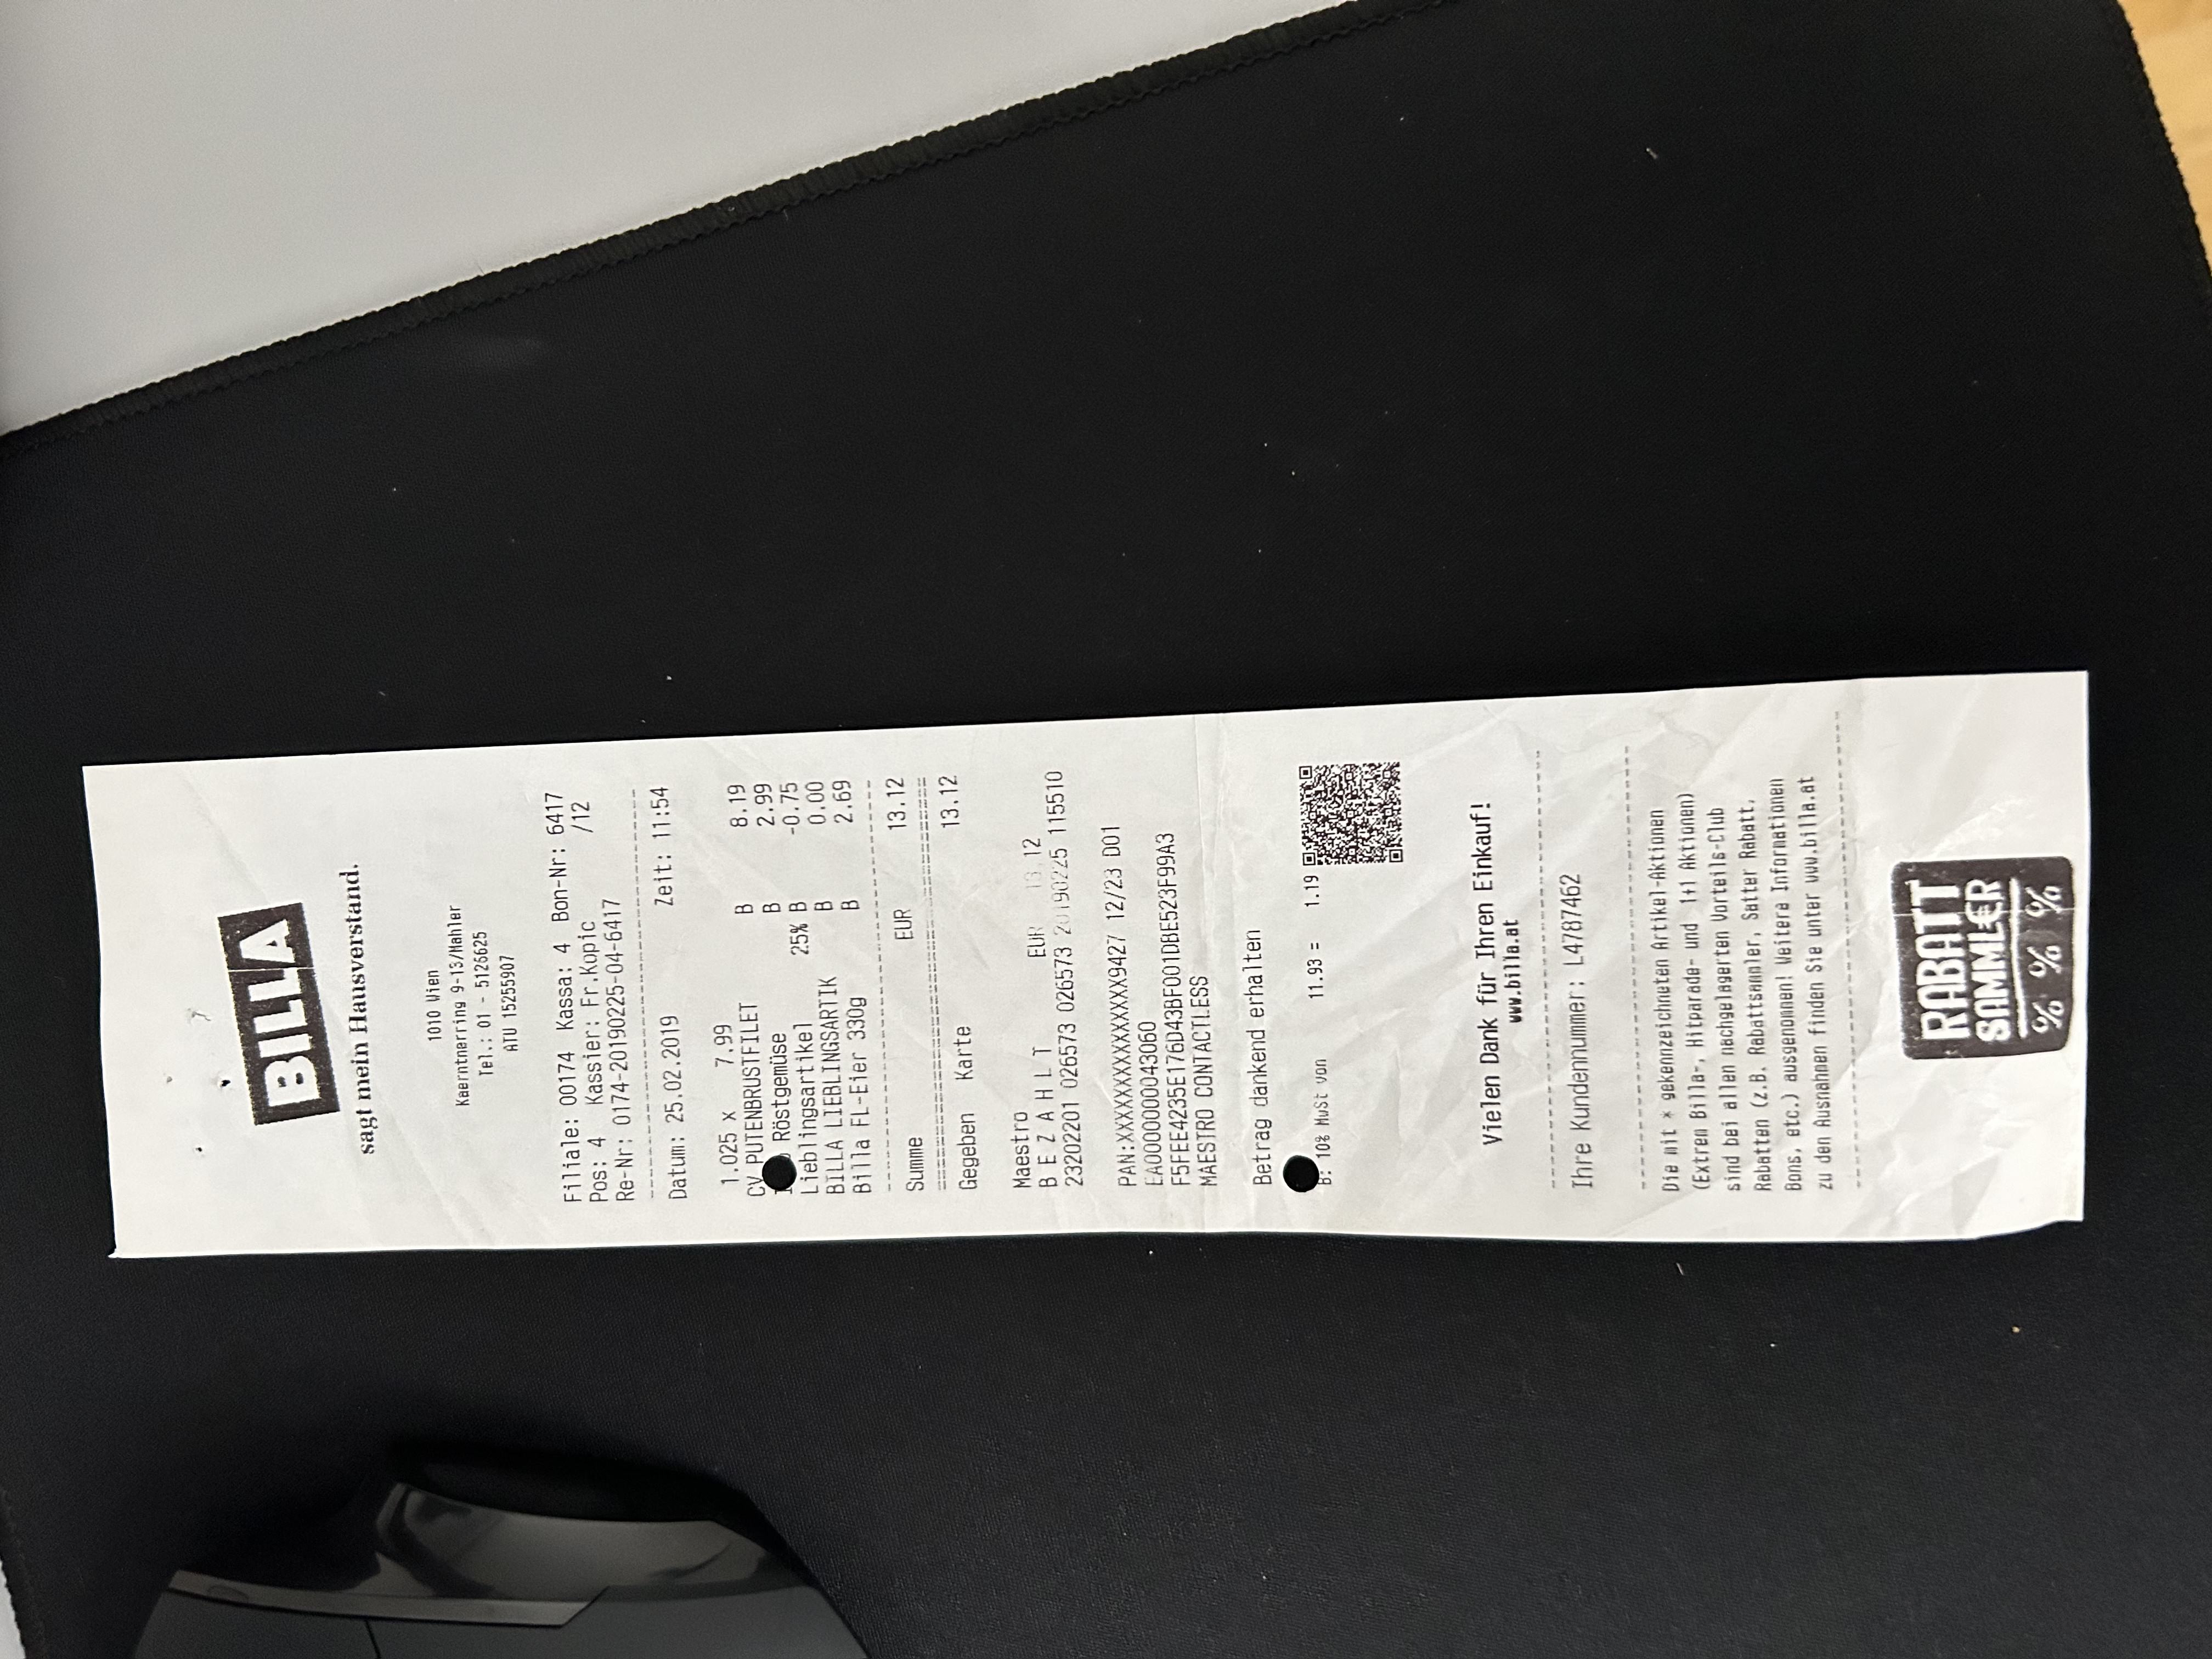 BILLA
sagt mein Hausverstand.
1010 Wien
Kaerntnerring 9-13/Mahler
Tel.: 01 - 5126625
ATU 15255907
Filiale: 00174 Kassa: 4 Bon-Nr: 6417
Pos: 4 Kassier: Fr.Kopic /12
Re-Nr: 0174-20190225-04-6417
Datum: 25.02.2019 Zeit: 11:54
1.025 x 7.99
CV PUTENBRUSTFILET B 8.19
Röstgemüse B 2.99
Lieblingsartikel 25% B -0.75
BILLA LIEBLINGSARTIK B 0.00
Billa FL-Eier 330g B 2.69
Summe EUR 13.12
Gegeben Karte 13.12
Maestro
B E Z A H L T EUR 13.12
23202201 026573 026573 20190225 115510
PAN:XXXXXXXXXXXXXXX9427 12/23 D01
EA0000000043060
F5FEE4235E176D43BF001DBE523F99A3
MAESTRO CONTACTLESS
Betrag dankend erhalten
B: 10% MwSt von 11.93 = 1.19
Vielen Dank für Ihren Einkauf!
www.billa.at
Ihre Kundennummer: L4787462
Die mit * gekennzeichneten Artikel-Aktionen
(Extrem Billa-, Hitparade- und 1+1 Aktionen)
sind bei allen nachgelagerten Vorteils-Club
Rabatten (z.B. Rabattsammler, Satter Rabatt,
Bons, etc.) ausgenommen! Weitere Informationen
zu den Ausnahmen finden Sie unter www.billa.at
RABATT
SAMML€R
% % %